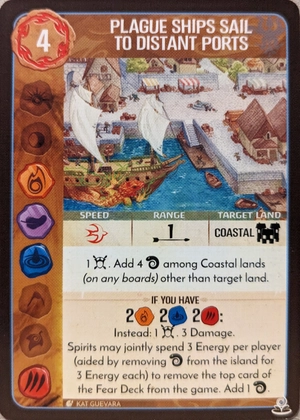 4
PLAGUE SHIPS SAIL
TO DISTANT PORTS
SPEED RANGE TARGET LAND
1 COASTAL
1 . Add 4 among Coastal lands
(on any boards) other than target land.
IF YOU HAVE
2 2 2 :
Instead: 1 . 3 Damage.
Spirits may jointly spend 3 Energy per player
(aided by removing from the island for
3 Energy each) to remove the top card of
the Fear Deck from the game. Add 1
KAT GUEVARA